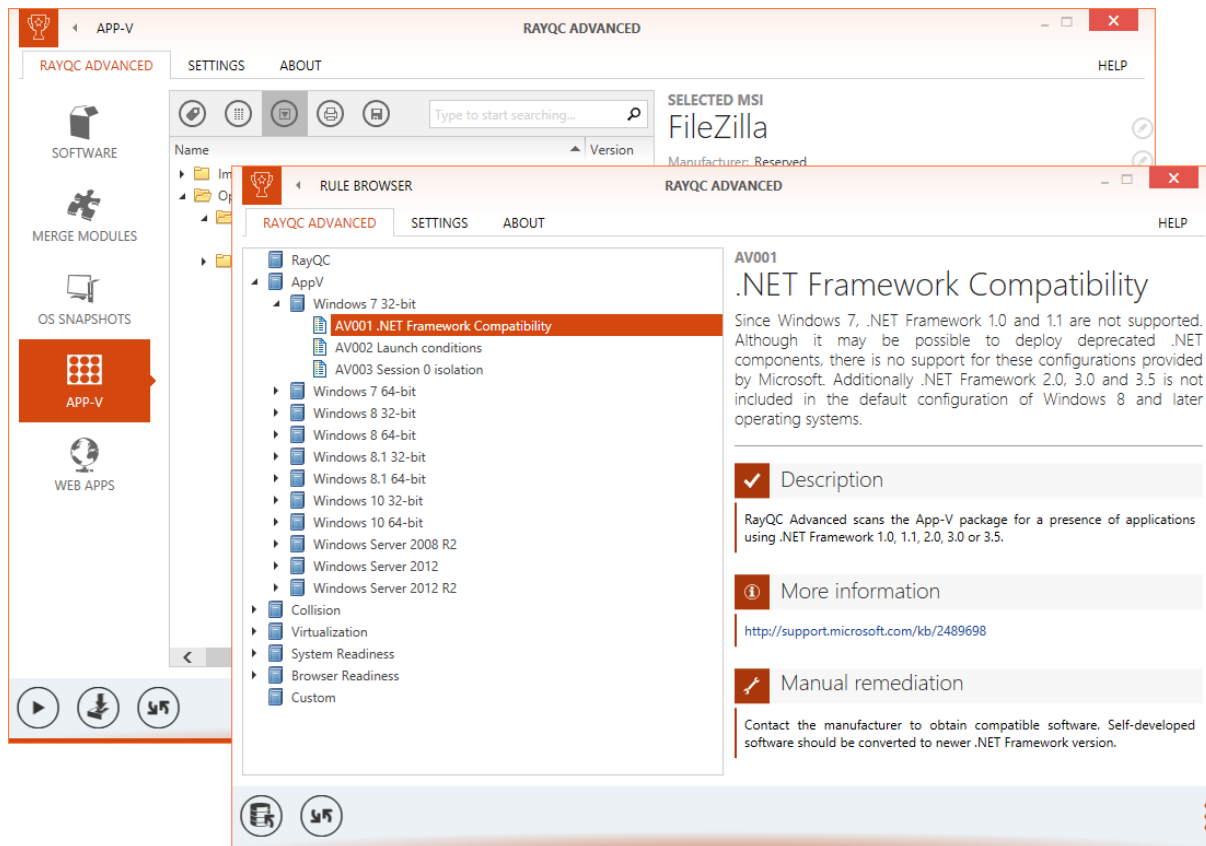 APP-V
RAYQC ADVANCED
RAYQC ADVANCED
SETTINGS
ABOUT
HELP
SOFTWARE
MERGE MODULES
OS SNAPSHOTS
APP-V
WEB APPS
Type to start searching...
Name
Version
Im
Op
SELECTED MSI
FileZilla
Manufacturer: Reserved
RULE BROWSER
RAYQC ADVANCED
RAYQC ADVANCED
SETTINGS
ABOUT
HELP
RayQC
AppV
Windows 7 32-bit
AV001 .NET Framework Compatibility
AV002 Launch conditions
AV003 Session 0 isolation
Windows 7 64-bit
Windows 8 32-bit
Windows 8 64-bit
Windows 8.1 32-bit
Windows 8.1 64-bit
Windows 10 32-bit
Windows 10 64-bit
Windows Server 2008 R2
Windows Server 2012
Windows Server 2012 R2
Collision
Virtualization
System Readiness
Browser Readiness
Custom
AV001
.NET Framework Compatibility
Since Windows 7, .NET Framework 1.0 and 1.1 are not supported.
Although it may be possible to deploy deprecated .NET
components, there is no support for these configurations provided
by Microsoft. Additionally .NET Framework 2.0, 3.0 and 3.5 is not
included in the default configuration of Windows 8 and later
operating systems.
Description
RayQC Advanced scans the App-V package for a presence of applications
using .NET Framework 1.0, 1.1, 2.0, 3.0 or 3.5.
More information
http://support.microsoft.com/kb/2489698
Manual remediation
Contact the manufacturer to obtain compatible software. Self-developed
software should be converted to newer .NET Framework version.